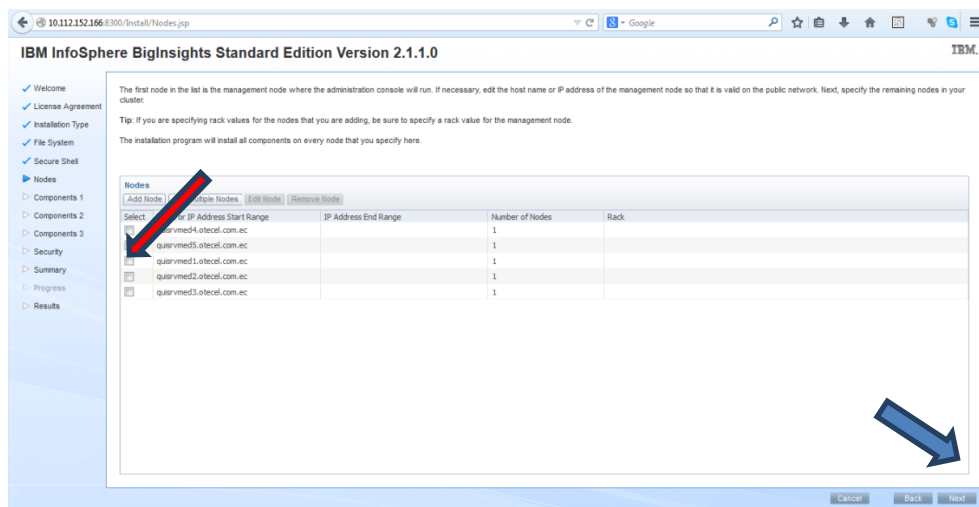 10.112.152.166:8300/Install/Nodes.jsp
Google
IBM InfoSphere BigInsights Standard Edition Version 2.1.1.0
IBM.
Welcome
License Agreement
Installation Type
File System
Secure Shell
Nodes
Components 1
Components 2
Components 3
Security
Summary
Progress
Results
The first node in the list is the management node where the administration console will run. If necessary, edit the host name or IP address of the management node so that it is valid on the public network. Next, specify the remaining nodes in your
cluster.
Tip: If you are specifying rack values for the nodes that you are adding, be sure to specify a rack value for the management node.
The installation program will install all components on every node that you specify here.
Nodes
Add Node Multiple Nodes Edit Node Remove Node
Select or IP Address Start Range IP Address End Range Number of Nodes Rack
quisrvmed4.otecel.com.ec 1
quisrvmed5.otecel.com.ec 1
quisrvmed1.otecel.com.ec 1
quisrvmed2.otecel.com.ec 1
quisrvmed3.otecel.com.ec 1
Cancel Back Next